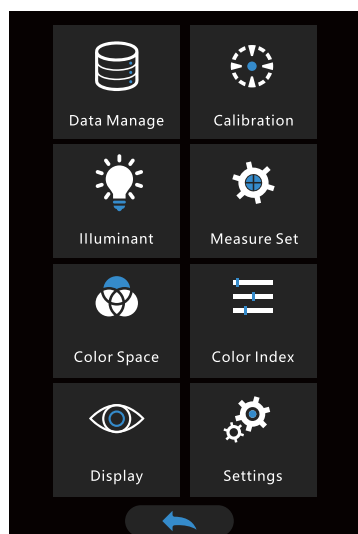 Data Manage
Calibration
Illuminant
Measure Set
Color Space
Color Index
Display
Settings